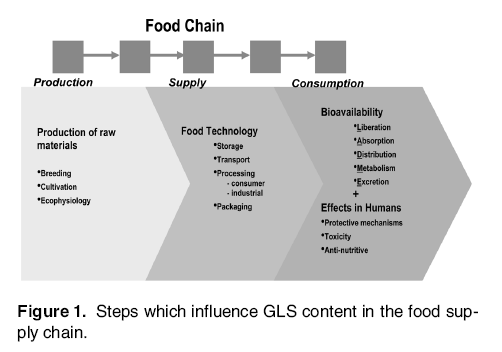 Food Chain
Production
Supply
Consumption
Production of raw
materials
•Breeding
•Cultivation
•Ecophysiology
Food Technology
•Storage
•Transport
•Processing
- consumer
- industrial
•Packaging
Bioavailability
•Liberation
•Absorption
•Distribution
•Metabolism
•Excretion
+
Effects in Humans
•Protective mechanisms
•Toxicity
•Anti-nutritive
Figure 1. Steps which influence GLS content in the food sup-
ply chain.